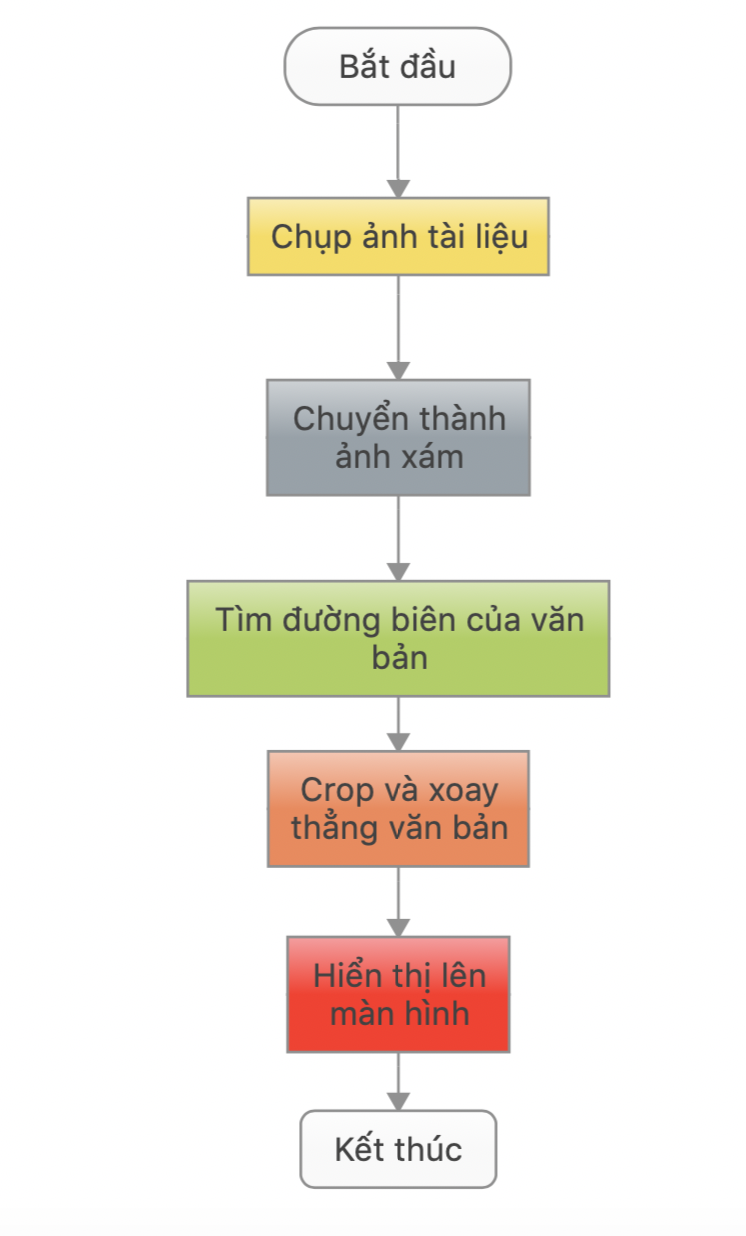 Bắt đầu
Chụp ảnh tài liệu
Chuyển thành
ảnh xám
Tìm đường biên của văn
bản
Crop và xoay
thẳng văn bản
Hiển thị lên
màn hình
Kết thúc